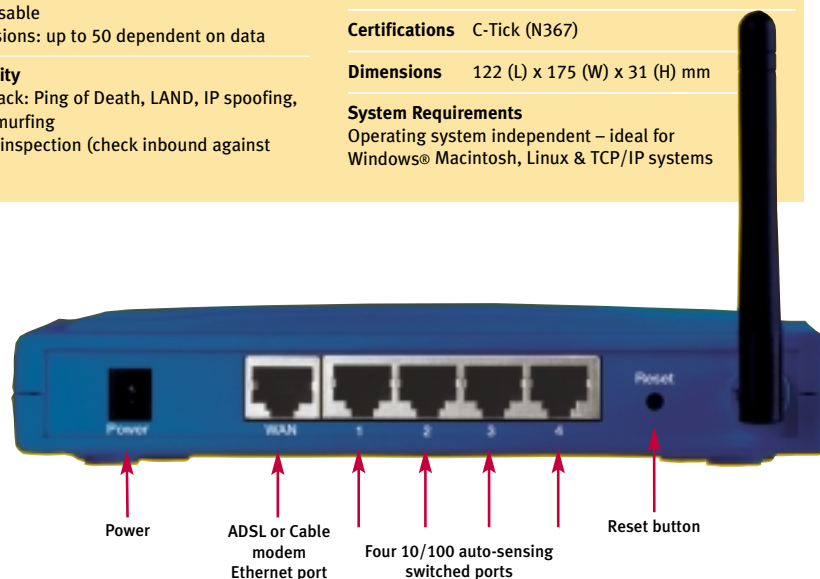 sable
sions: up to 50 dependent on data
ity
ack: Ping of Death, LAND, IP spoofing,
murfing
inspection (check inbound against
Certifications C-Tick (N367)
Dimensions 122 (L) x 175 (W) x 31 (H) mm
System Requirements
Operating system independent – ideal for
Windows® Macintosh, Linux & TCP/IP systems
Reset
Power WAN 1 2 3 4
Power
ADSL or Cable
modem
Ethernet port
Four 10/100 auto-sensing
switched ports
Reset button